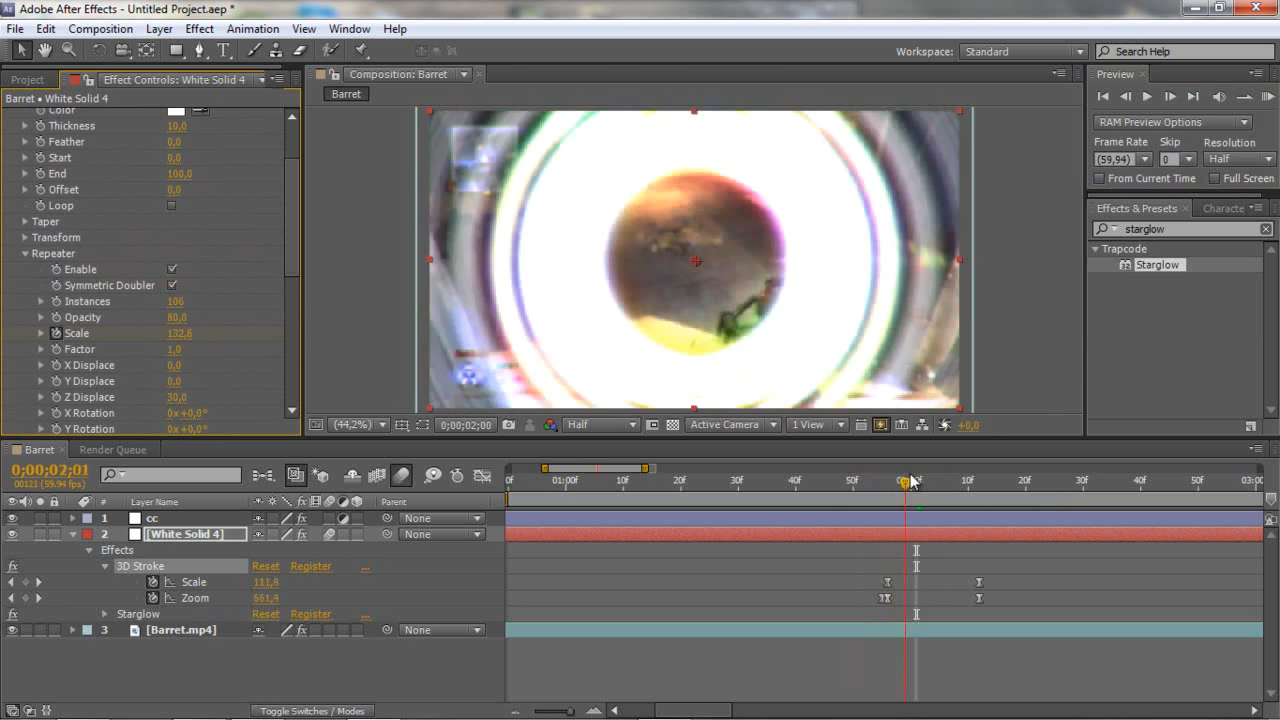 Adobe After Effects - Untitled Project.aep *
File Edit Composition Layer Effect Animation View Window Help
Workspace: Standard Search Help
Project Effect Controls: White Solid 4
Barret • White Solid 4
Color
Thickness 10,0
Feather 0,0
Start 0,0
End 100,0
Offset 0,0
Loop
Taper
Transform
Repeater
Enable
Symmetric Doubler
Instances 106
Opacity 80,0
Scale 132,6
Factor 1,0
X Displace 0,0
Y Displace 0,0
Z Displace 30,0
X Rotation 0x+0,0°
Y Rotation 0x+0,0°
Composition: Barret
Barret
(44,2%) 0;00;02;00 Half Active Camera 1 View +0,0
Preview
RAM Preview Options
Frame Rate Skip Resolution
(59,94) 0 Half
From Current Time Full Screen
Effects & Presets Characte
starglow
Trapcode
32 Starglow
Barret Render Queue
0;00;02;01
00121 (59.94 fps)
0f 01:00f 10f 20f 30f 40f 50f 10f 20f 30f 40f 50f 03:00
# Layer Name Parent
1 cc None
2 [White Solid 4] None
Effects
fx 3D Stroke Reset Register ...
Scale 111,8
Zoom 561,4
fx Starglow Reset Register ...
3 [Barret.mp4] None
Toggle Switches / Modes